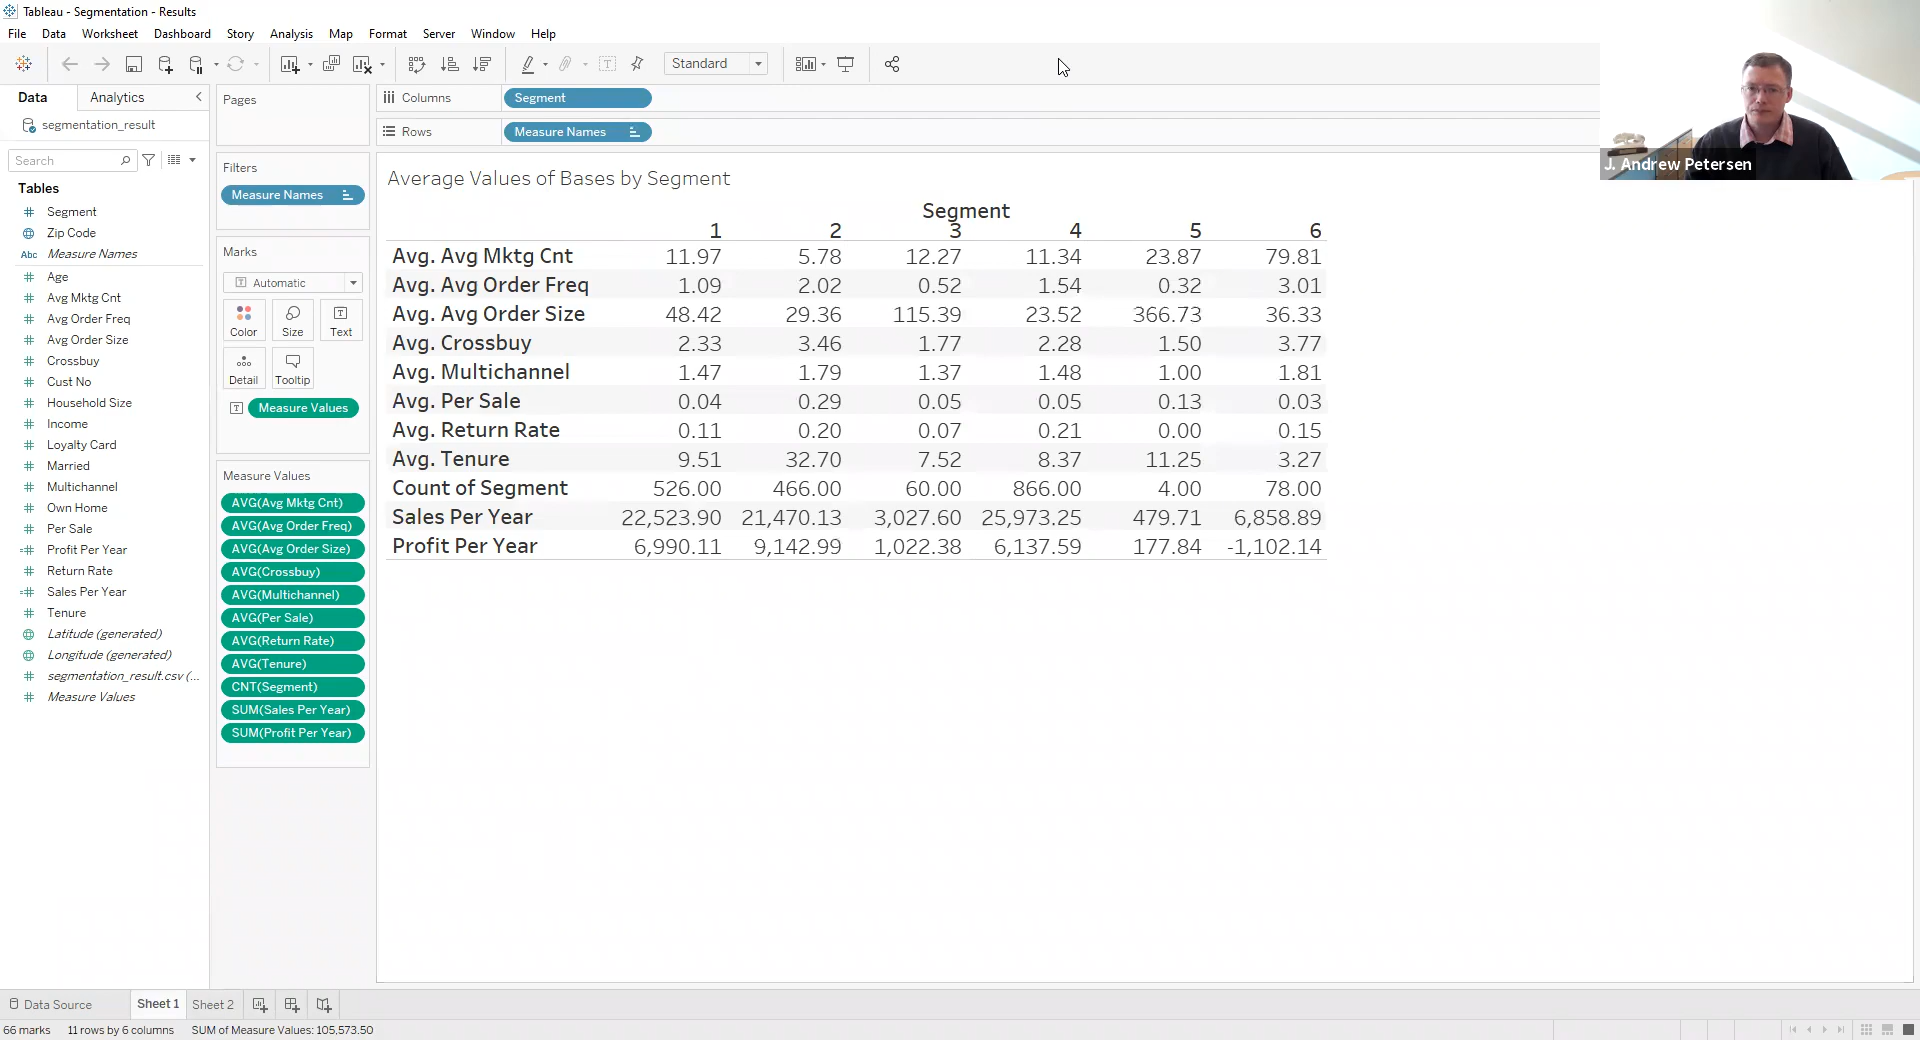 Tableau - Segmentation - Results
File Data Worksheet Dashboard Story Analysis Map Format Server Window Help
Standard
Data Analytics
segmentation_result
Search
Tables
Segment
Zip Code
Abc Measure Names
Age
Avg Mktg Cnt
Avg Order Freq
Avg Order Size
Crossbuy
Cust No
Household Size
Income
Loyalty Card
Married
Multichannel
Own Home
Per Sale
Profit Per Year
Return Rate
Sales Per Year
Tenure
Latitude (generated)
Longitude (generated)
segmentation_result.csv (...
Measure Values
Pages
Filters
Measure Names
Marks
Automatic
Color Size Text
Detail Tooltip
Measure Values
Measure Values
AVG(Avg Mktg Cnt)
AVG(Avg Order Freq)
AVG(Avg Order Size)
AVG(Crossbuy)
AVG(Multichannel)
AVG(Per Sale)
AVG(Return Rate)
AVG(Tenure)
CNT(Segment)
SUM(Sales Per Year)
SUM(Profit Per Year)
Columns Segment
Rows Measure Names
Average Values of Bases by Segment
Segment
1 2 3 4 5 6
Avg. Avg Mktg Cnt 11.97 5.78 12.27 11.34 23.87 79.81
Avg. Avg Order Freq 1.09 2.02 0.52 1.54 0.32 3.01
Avg. Avg Order Size 48.42 29.36 115.39 23.52 366.73 36.33
Avg. Crossbuy 2.33 3.46 1.77 2.28 1.50 3.77
Avg. Multichannel 1.47 1.79 1.37 1.48 1.00 1.81
Avg. Per Sale 0.04 0.29 0.05 0.05 0.13 0.03
Avg. Return Rate 0.11 0.20 0.07 0.21 0.00 0.15
Avg. Tenure 9.51 32.70 7.52 8.37 11.25 3.27
Count of Segment 526.00 466.00 60.00 866.00 4.00 78.00
Sales Per Year 22,523.90 21,470.13 3,027.60 25,973.25 479.71 6,858.89
Profit Per Year 6,990.11 9,142.99 1,022.38 6,137.59 177.84 -1,102.14
J. Andrew Petersen
Data Source Sheet 1 Sheet 2
66 marks 11 rows by 6 columns SUM of Measure Values: 105,573.50